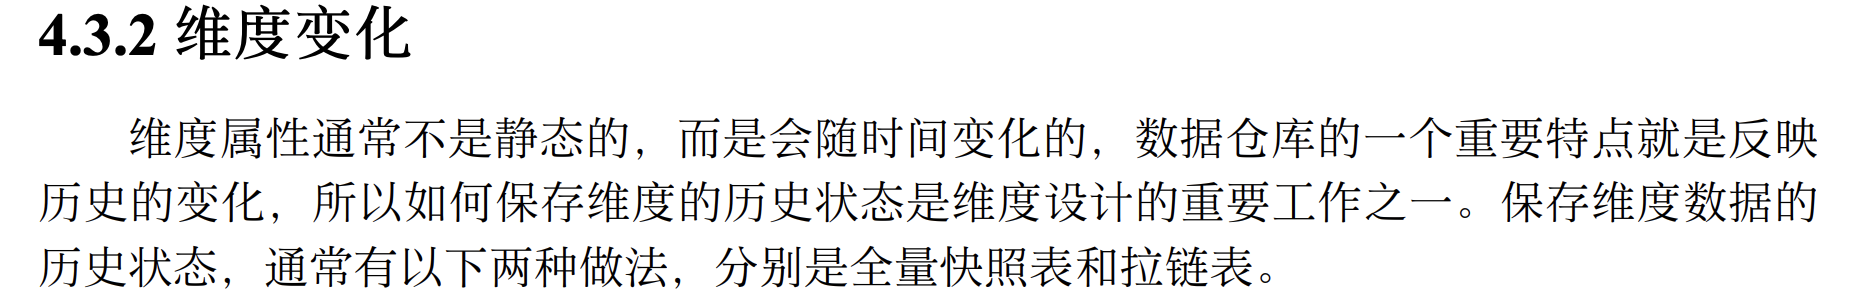 4.3.2 维度变化
维度属性通常不是静态的，而是会随时间变化的，数据仓库的一个重要特点就是反映
历史的变化，所以如何保存维度的历史状态是维度设计的重要工作之一。保存维度数据的
历史状态，通常有以下两种做法，分别是全量快照表和拉链表。